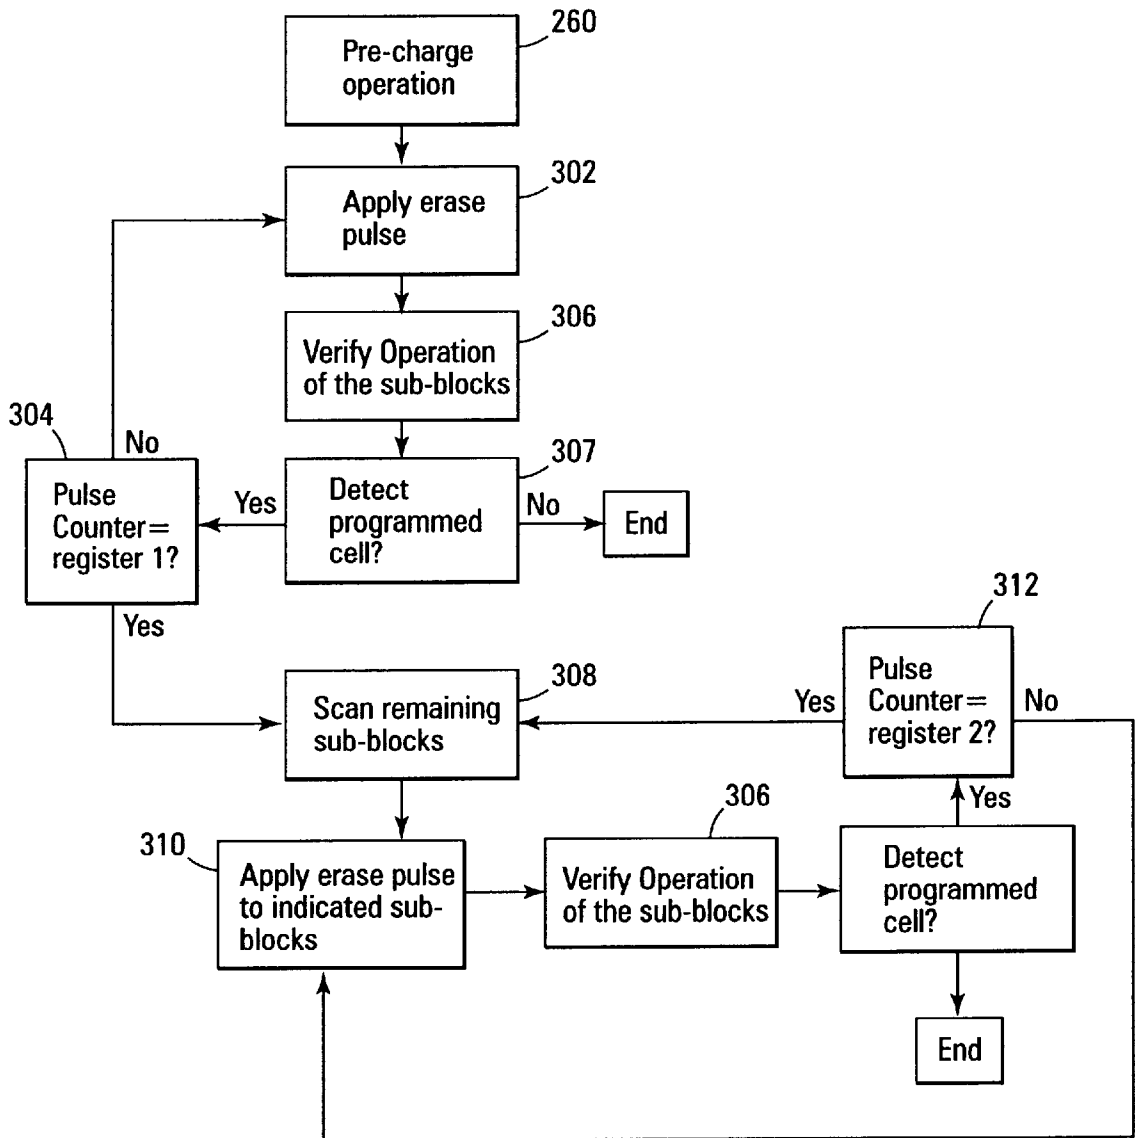 260
Pre-charge
operation
302
Apply erase
pulse
306
Verify Operation
of the sub-blocks
304
No
307
Pulse
Counter=
register 1?
Yes
Detect
programmed
cell?
No
End
Yes
312
308
Scan remaining
sub-blocks
Yes
Pulse
Counter=
register 2?
No
Yes
310
Apply erase pulse
to indicated sub-
blocks
306
Verify Operation
of the sub-blocks
Detect
programmed
cell?
End